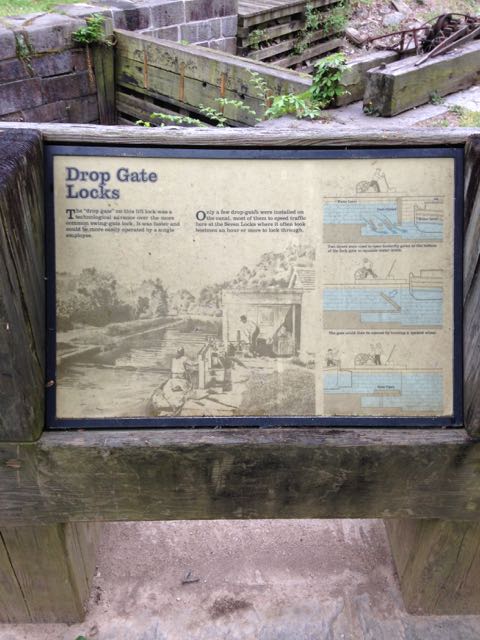 Drop Gate
Locks
The "drop gate" on this lift lock was a
technological advance over the more
common swing-gate lock. It was faster and
could be more easily operated by a single
employee.
Only a few drop-gates were installed on
the canal, most of them to speed traffic
here at the Seven Locks where it often took
boatmen an hour or more to lock through.
Two levers were used to open butterfly gates at the bottom
of the lock gate to equalize water levels.
The gate could then be opened by turning a spoked wheel.